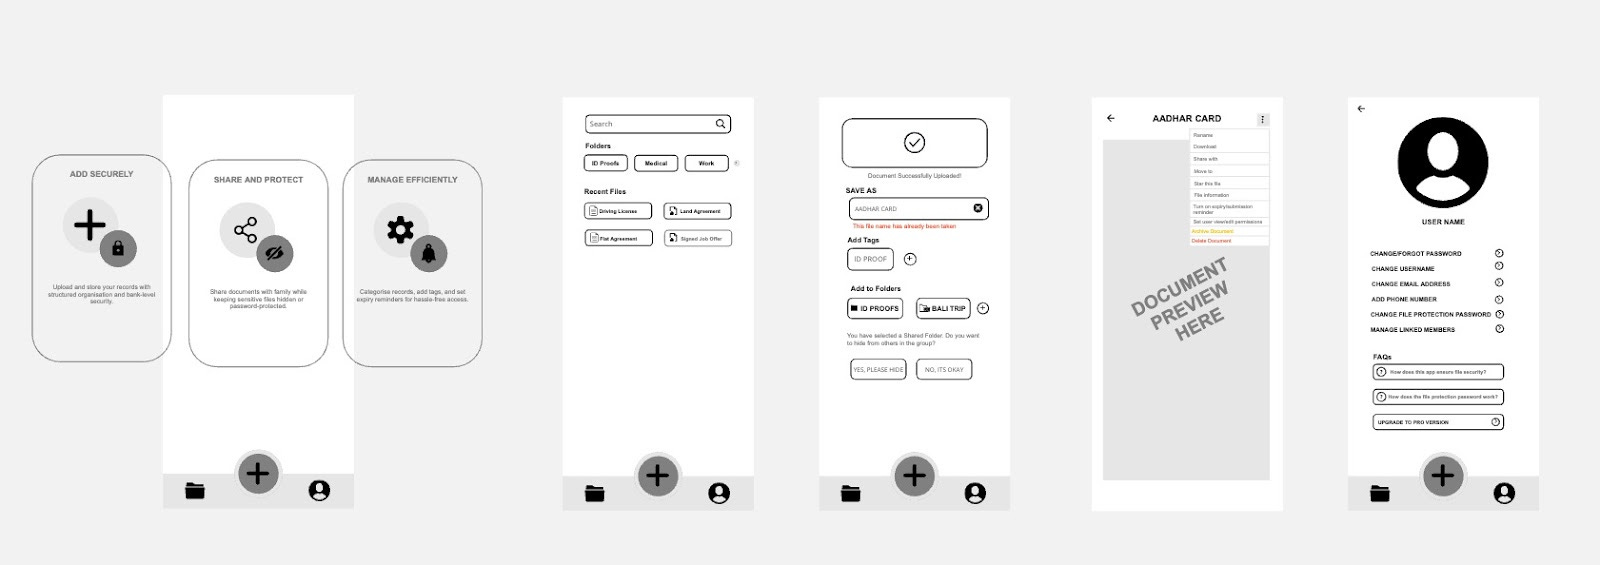 ADD SECURELY
Upload and store your records with
structured organisation and bank-level
security.
SHARE AND PROTECT
Share documents with family while
keeping sensitive files hidden or
password-protected.
MANAGE EFFICIENTLY
Categorise records, add tags, and set
expiry reminders for hassle-free access.
Search
Folders
ID Proofs
Medical
Work
Recent Files
Driving License
Land Agreement
Flat Agreement
Signed Job Offer
Document Successfully Uploaded!
SAVE AS
AADHAR CARD
This file name has already been taken
Add Tags
ID PROOF
Add to Folders
ID PROOFS
BALI TRIP
You have selected a Shared Folder. Do you want
to hide from others in the group?
YES, PLEASE HIDE
NO, ITS OKAY
AADHAR CARD
Rename
Download
Share with
Move to
Star this file
File information
Turn on expiry/submission
reminder
Set user view/edit permissions
Archive Document
Delete Document
DOCUMENT
PREVIEW
HERE
USER NAME
CHANGE/FORGOT PASSWORD
CHANGE USERNAME
CHANGE EMAIL ADDRESS
ADD PHONE NUMBER
CHANGE FILE PROTECTION PASSWORD
MANAGE LINKED MEMBERS
FAQs
How does this app ensure file security?
How does the file protection password work?
UPGRADE TO PRO VERSION